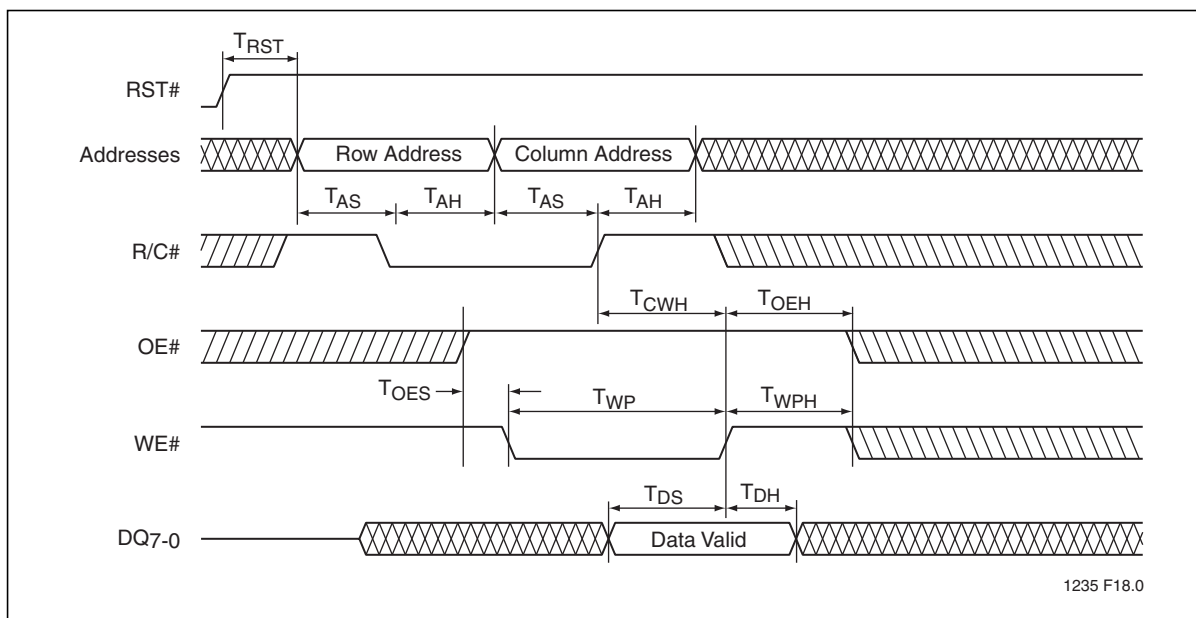 TRST
RST#
Addresses
Row Address
Column Address
TAS
TAH
TAS
TAH
R/C#
TCWH
TOEH
OE#
TOES
TWP
TWPH
WE#
TDS
TDH
DQ7-0
Data Valid
1235 F18.0